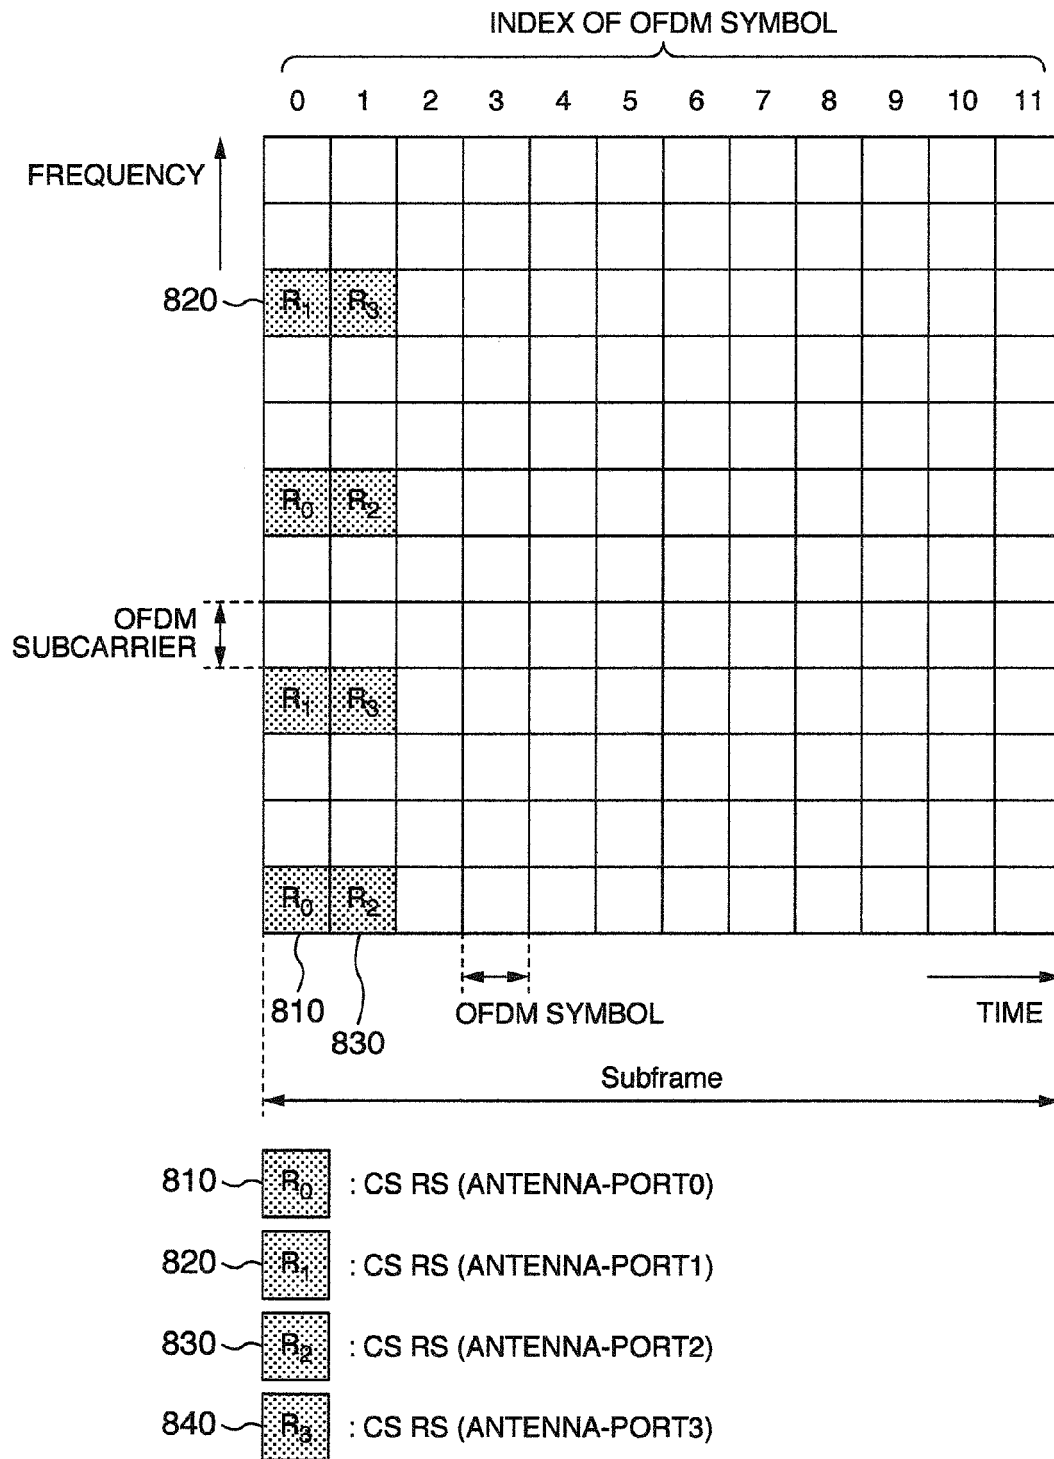 INDEX OF OFDM SYMBOL
0 1 2 3 4 5 6 7 8 9 10 11
FREQUENCY
820 R1 R3
R0 R2
OFDM
SUBCARRIER
R1 R3
R0 R2
810
830
OFDM SYMBOL
TIME
Subframe
810 R0 : CS RS (ANTENNA-PORT0)
820 R1 : CS RS (ANTENNA-PORT1)
830 R2 : CS RS (ANTENNA-PORT2)
840 R3 : CS RS (ANTENNA-PORT3)